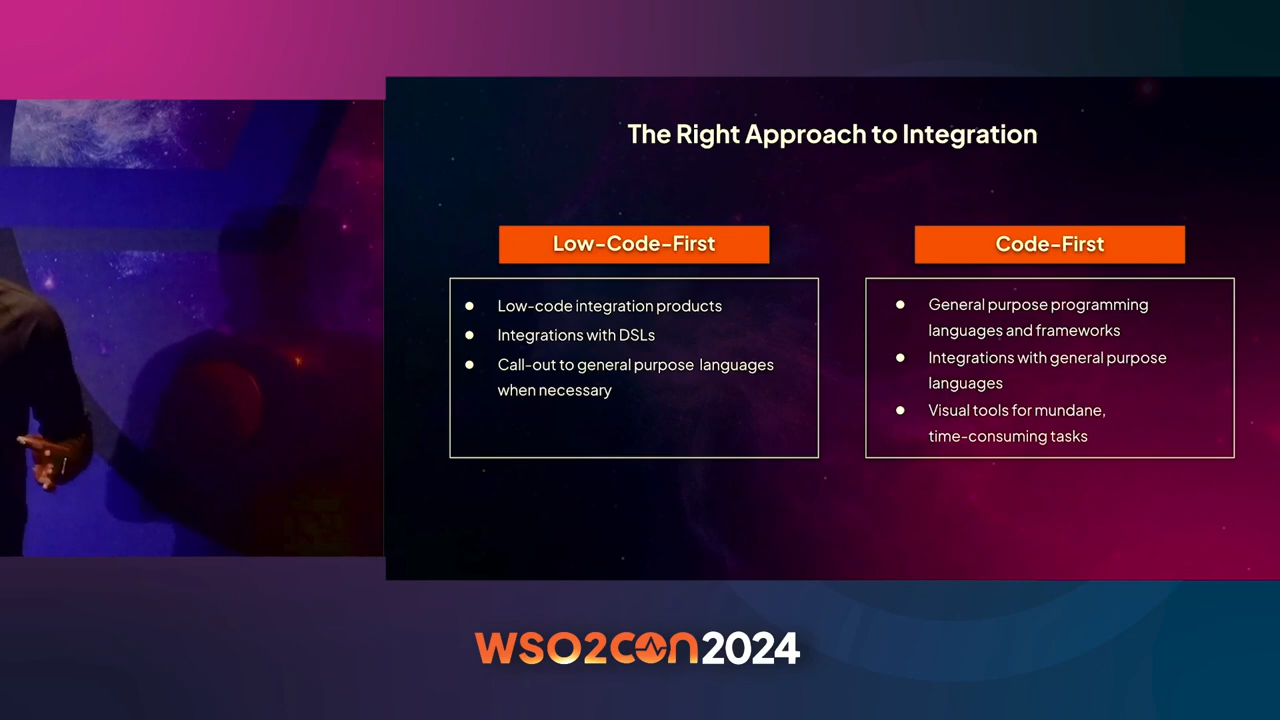 The Right Approach to Integration
Low-Code-First
● Low-code integration products
● Integrations with DSLs
● Call-out to general purpose languages
when necessary
Code-First
● General purpose programming
languages and frameworks
● Integrations with general purpose
languages
● Visual tools for mundane,
time-consuming tasks
WSO2CON2024